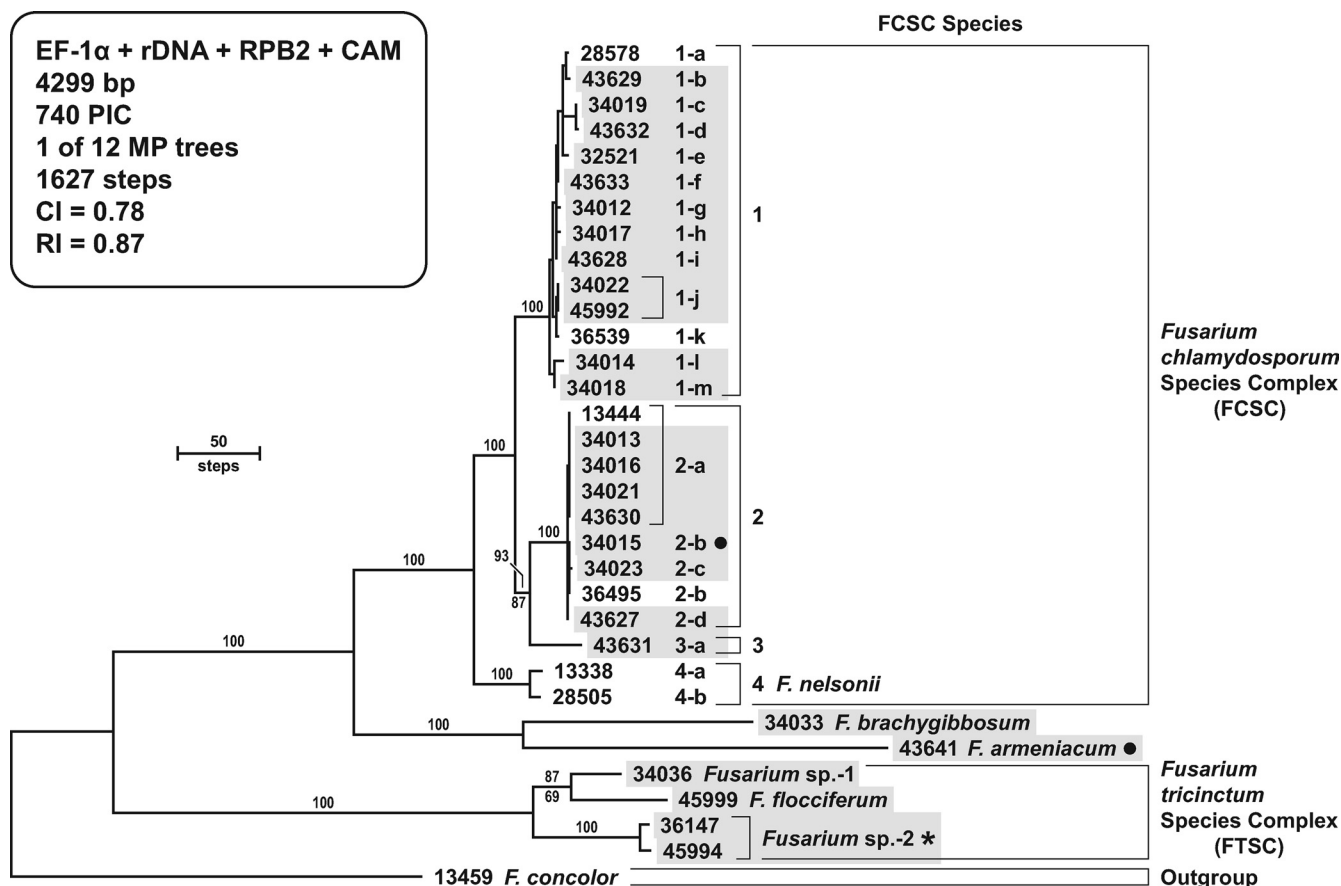 EF-1α + rDNA + RPB2 + CAM
4299 bp
740 PIC
1 of 12 MP trees
1627 steps
CI = 0.78
RI = 0.87
FCSC Species
28578 1-a
43629 1-b
34019 1-c
43632 1-d
32521 1-e
43633 1-f
34012 1-g
34017 1-h
43628 1-i
34022
45992
1-j
36539 1-k
34014 1-l
34018 1-m
1
13444
34013
34016
34021
43630
2-a
34015 2-b ●
34023 2-c
36495 2-b
43627 2-d
2
43631 3-a 3
13338 4-a
28505 4-b
4 F. nelsonii
Fusarium
chlamydosporum
Species Complex
(FCSC)
34033 F. brachygibbosum
43641 F. armeniacum ●
34036 Fusarium sp.-1
45999 F. flocciferum
36147
45994
Fusarium sp.-2 *
Fusarium
tricinctum
Species Complex
(FTSC)
13459 F. concolor
Outgroup
50
steps
100
100
100
93
87
100
100
100
100
100
87
69
100
100